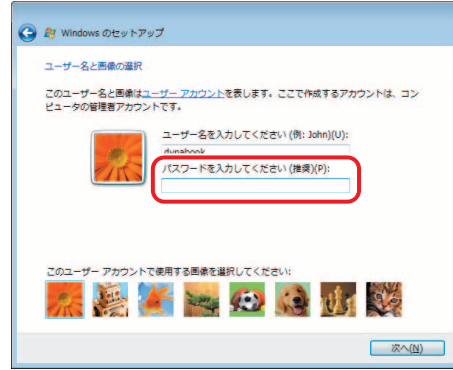 Windows のセットアップ
ユーザー名と画像の選択
このユーザー名と画像はユーザー アカウントを表します。ここで作成するアカウントは、コン
ピュータの管理者アカウントです。
ユーザー名を入力してください (例: John)(U):
dynabook
パスワードを入力してください (推奨)(P):
このユーザー アカウントで使用する画像を選択してください:
次へ(N)